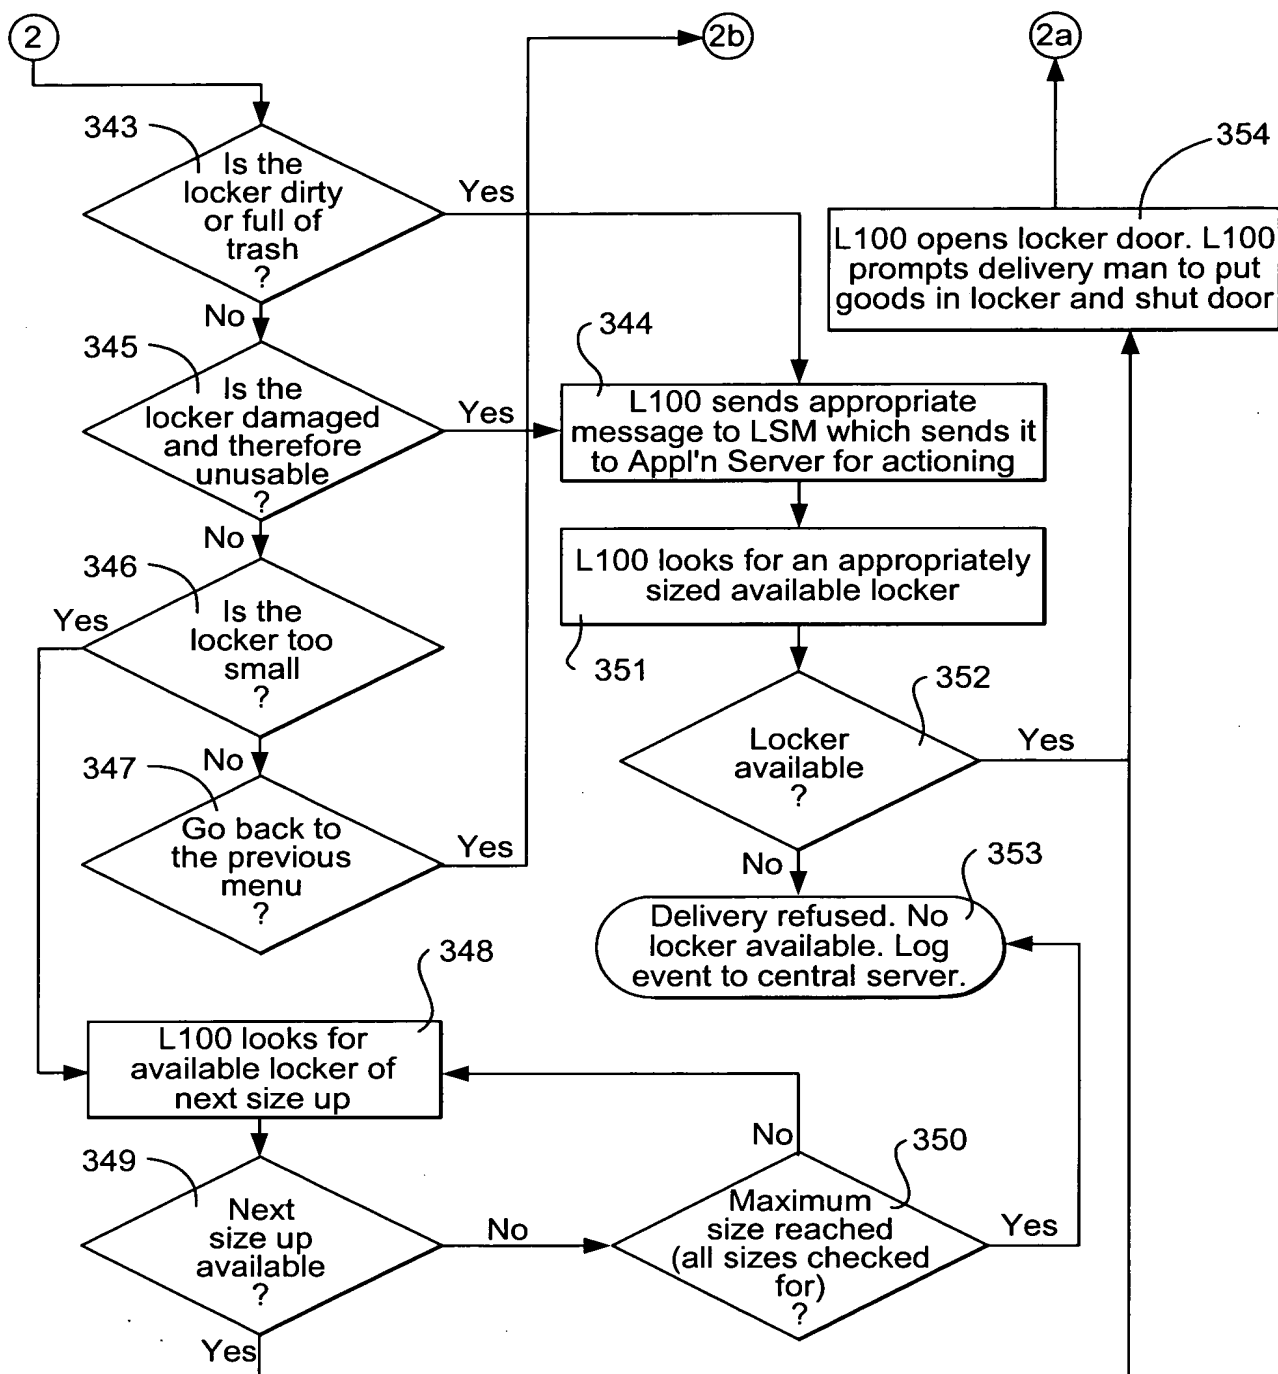 2
2b
2a
343
Is the
locker dirty
or full of
trash
?
Yes
No
354
L100 opens locker door. L100
prompts delivery man to put
goods in locker and shut door
345
Is the
locker damaged
and therefore
unusable
?
Yes
No
344
L100 sends appropriate
message to LSM which sends it
to Appl'n Server for actioning
346
Is the
locker too
small
?
Yes
No
L100 looks for an appropriately
sized available locker
351
352
Locker
available
?
Yes
No
347
Go back to
the previous
menu
?
Yes
353
Delivery refused. No
locker available. Log
event to central server.
348
L100 looks for
available locker of
next size up
349
Next
size up
available
?
No
Yes
350
Maximum
size reached
(all sizes checked
for)
?
No
Yes